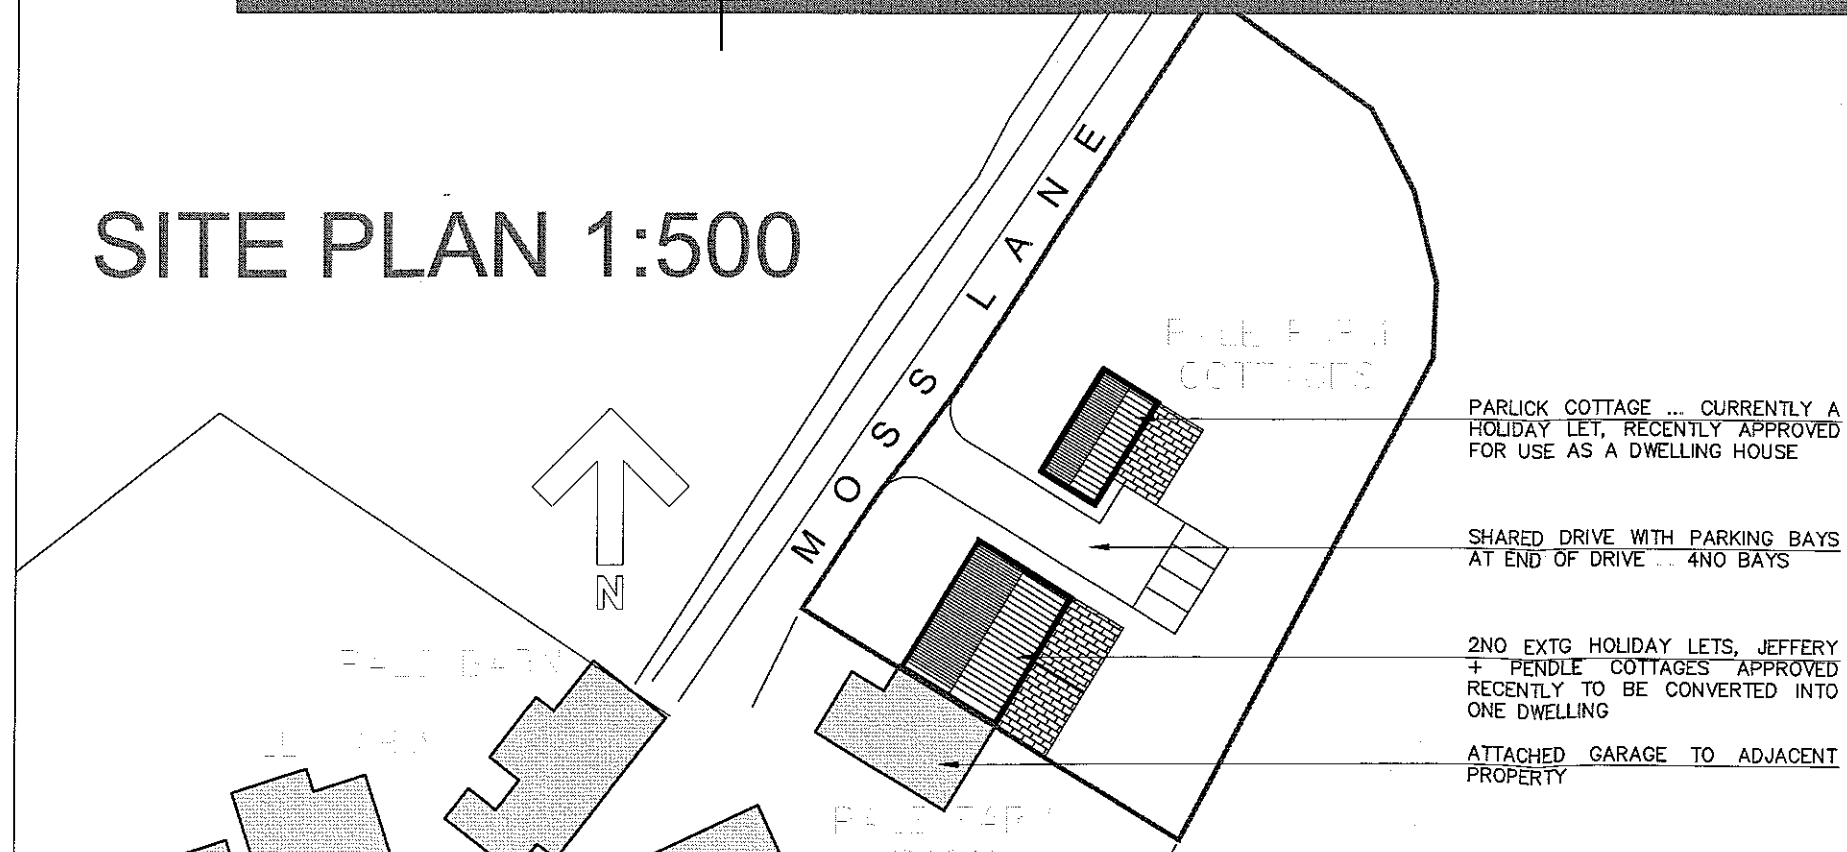 SITE PLAN 1:500
MOSS LANE
N
COTTAGES
PARLICK COTTAGE ... CURRENTLY A
HOLIDAY LET, RECENTLY APPROVED
FOR USE AS A DWELLING HOUSE
SHARED DRIVE WITH PARKING BAYS
AT END OF DRIVE ... 4NO BAYS
2NO EXTG HOLIDAY LETS, JEFFERY
+ PENDLE COTTAGES APPROVED
RECENTLY TO BE CONVERTED INTO
ONE DWELLING
ATTACHED GARAGE TO ADJACENT
PROPERTY